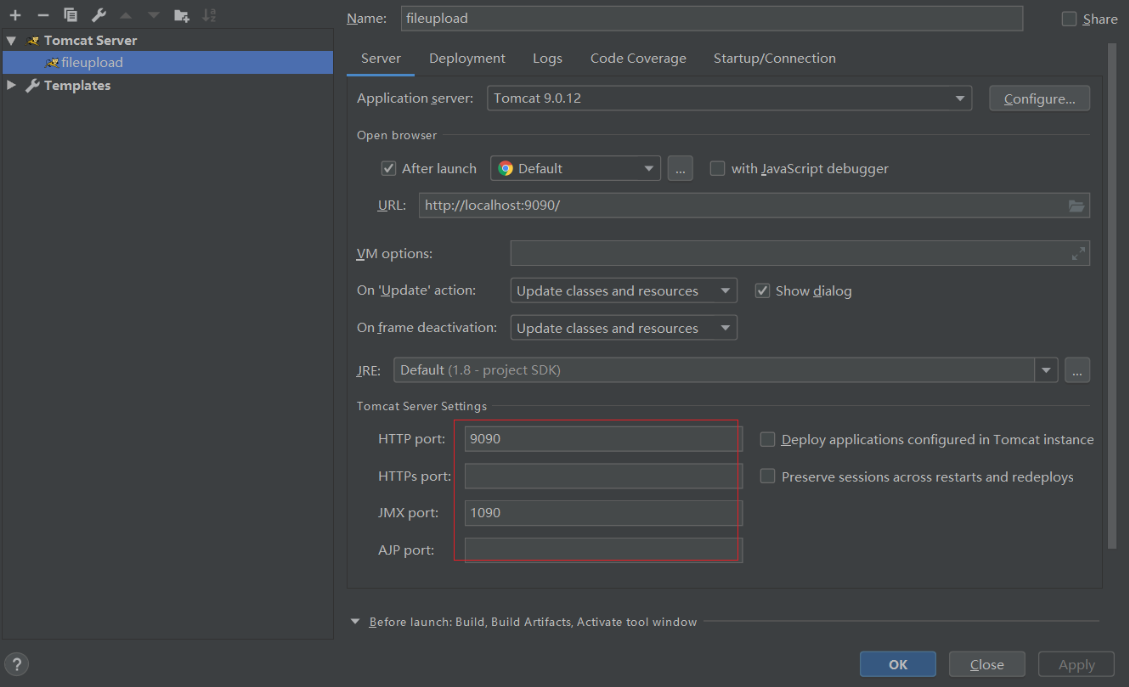 Name: fileupload Share
Tomcat Server
fileupload
Templates
Server Deployment Logs Code Coverage Startup/Connection
Application server: Tomcat 9.0.12 Configure...
Open browser
After launch Default ... with JavaScript debugger
URL: http://localhost:9090/
VM options:
On 'Update' action: Update classes and resources Show dialog
On frame deactivation: Update classes and resources
JRE: Default (1.8 - project SDK) ...
Tomcat Server Settings
HTTP port: 9090 Deploy applications configured in Tomcat instance
HTTPs port: Preserve sessions across restarts and redeploys
JMX port: 1090
AJP port:
Before launch: Build, Build Artifacts, Activate tool window
? OK Close Apply